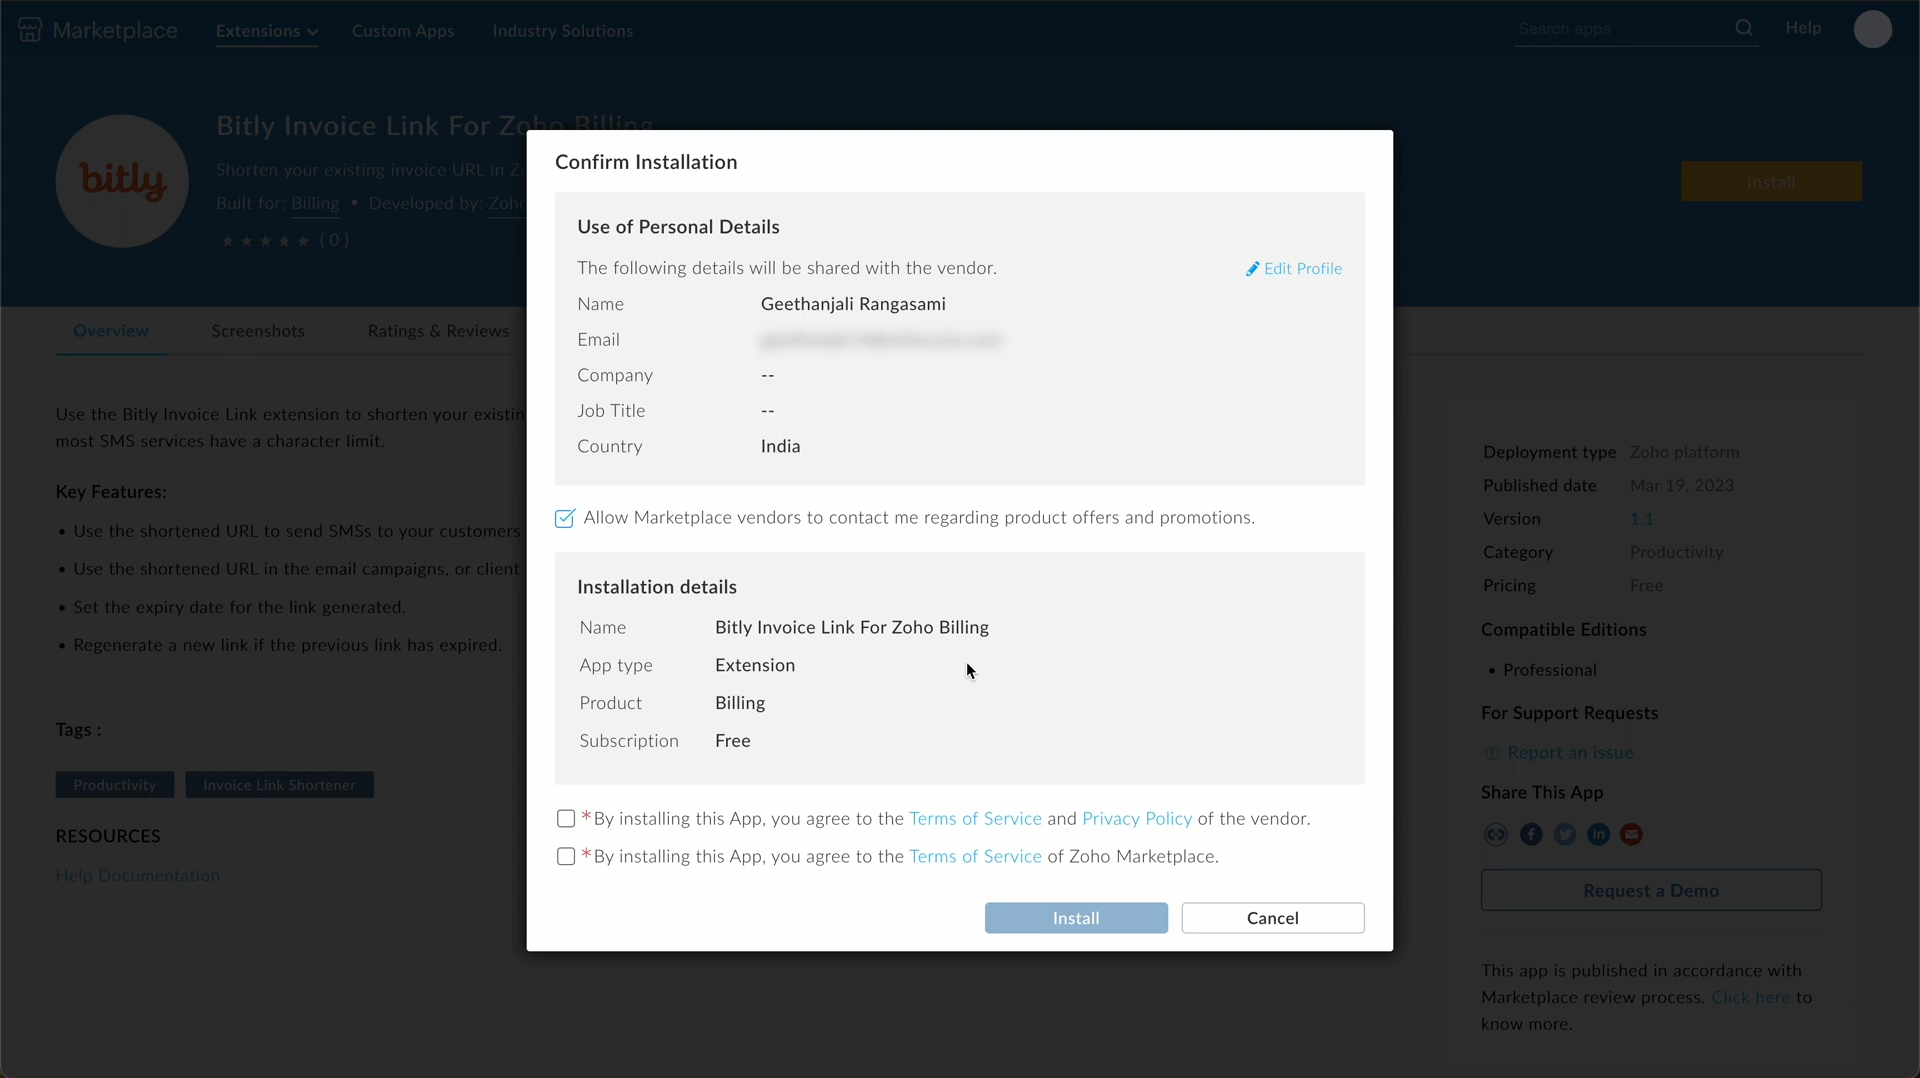 Marketplace
Extensions
Custom Apps
Industry Solutions
Search apps
Help
bitly
Bitly Invoice Link For Zoho Billing
Shorten your existing invoice URL in
Built for: Billing • Developed by: Zoho
( 0 )
Install
Overview
Screenshots
Ratings & Reviews
Use the Bitly Invoice Link extension to shorten your
most SMS services have a character limit.
Key Features:
• Use the shortened URL to send SMSs to your customers
• Use the shortened URL in the email campaigns, or client
• Set the expiry date for the link generated.
• Regenerate a new link if the previous link has expired.
Tags :
Productivity
Invoice Link Shortener
RESOURCES
Help Documentation
Confirm Installation
Use of Personal Details
The following details will be shared with the vendor.
Edit Profile
Name Geethanjali Rangasami
Email
Company --
Job Title --
Country India
Allow Marketplace vendors to contact me regarding product offers and promotions.
Installation details
Name Bitly Invoice Link For Zoho Billing
App type Extension
Product Billing
Subscription Free
*By installing this App, you agree to the Terms of Service and Privacy Policy of the vendor.
*By installing this App, you agree to the Terms of Service of Zoho Marketplace.
Install
Cancel
Deployment type Zoho platform
Published date Mar 19, 2023
Version 1.1
Category Productivity
Pricing Free
Compatible Editions
• Professional
For Support Requests
Report an issue
Share This App
Request a Demo
This app is published in accordance with
Marketplace review process. Click here to
know more.